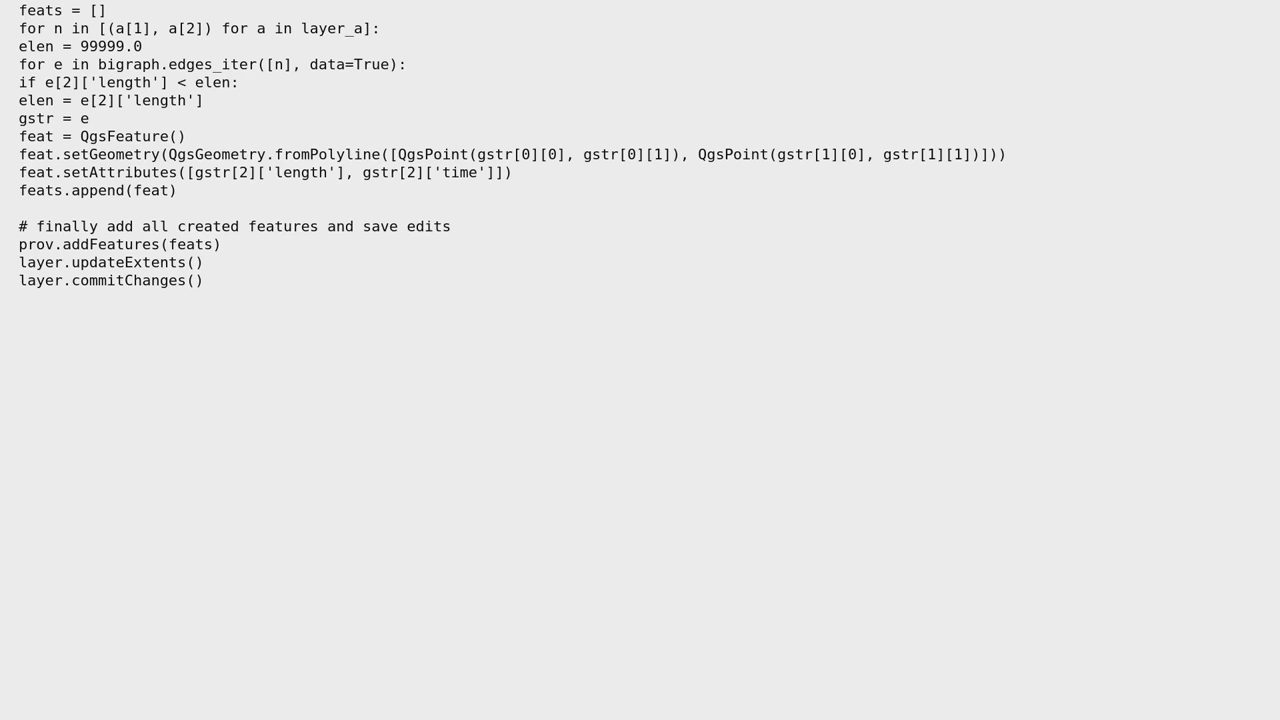 feats = []
for n in [(a[1], a[2]) for a in layer_a]:
elen = 99999.0
for e in bigraph.edges_iter([n], data=True):
if e[2]['length'] < elen:
elen = e[2]['length']
gstr = e
feat = QgsFeature()
feat.setGeometry(QgsGeometry.fromPolyline([QgsPoint(gstr[0][0], gstr[0][1]), QgsPoint(gstr[1][0], gstr[1][1])]))
feat.setAttributes([gstr[2]['length'], gstr[2]['time']])
feats.append(feat)

# finally add all created features and save edits
prov.addFeatures(feats)
layer.updateExtents()
layer.commitChanges()